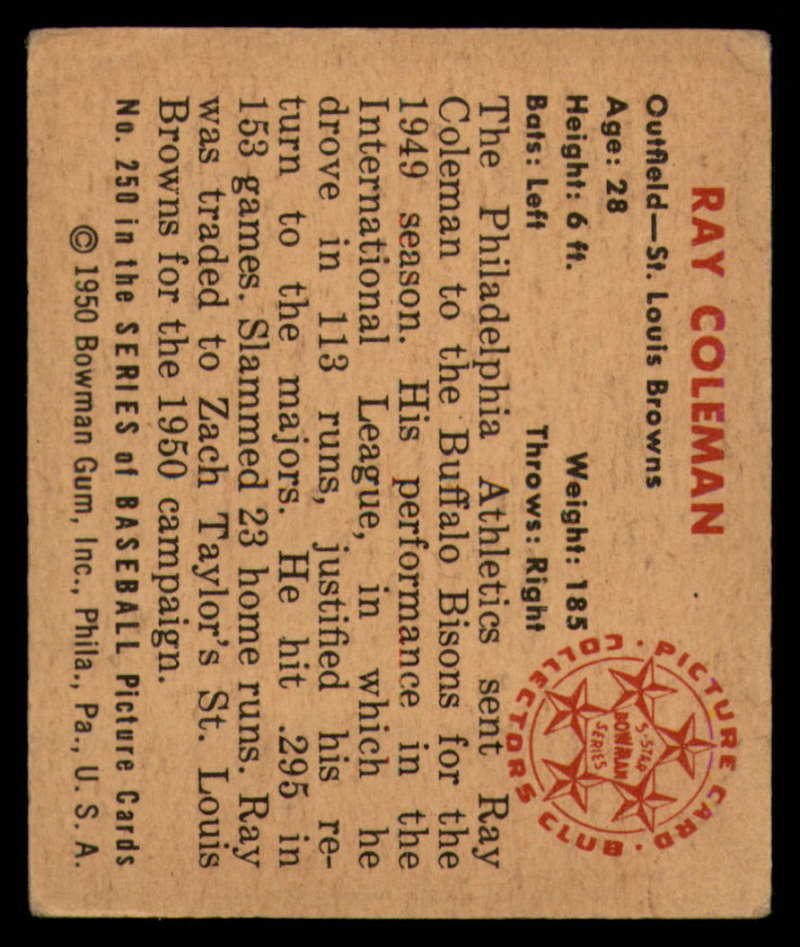 RAY COLEMAN
Outfield—St. Louis Browns
Age: 28
Height: 6 ft. Weight: 185
Bats: Left Throws: Right
The Philadelphia Athletics sent Ray
Coleman to the Buffalo Bisons for the
1949 season. His performance in the
International League, in which he
drove in 113 runs, justified his re-
turn to the majors. He hit .295 in
153 games. Slammed 23 home runs. Ray
was traded to Zach Taylor's St. Louis
Browns for the 1950 campaign.
No. 250 in the SERIES of BASEBALL Picture Cards
© 1950 Bowman Gum, Inc., Phila., Pa., U. S. A.
PICTURE CARD • COLLECTORS CLUB •
5-STAR
BOWMAN
SERIES